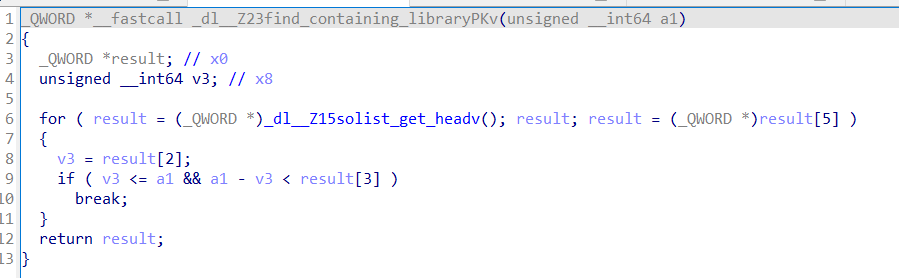 1 _QWORD *__fastcall _dl__Z23find_containing_libraryPKv(unsigned __int64 a1)
2 {
3   _QWORD *result; // x0
4   unsigned __int64 v3; // x8
5
6   for ( result = (_QWORD *)_dl__Z15solist_get_headv(); result; result = (_QWORD *)result[5] )
7   {
8     v3 = result[2];
9     if ( v3 <= a1 && a1 - v3 < result[3] )
10       break;
11   }
12   return result;
13 }